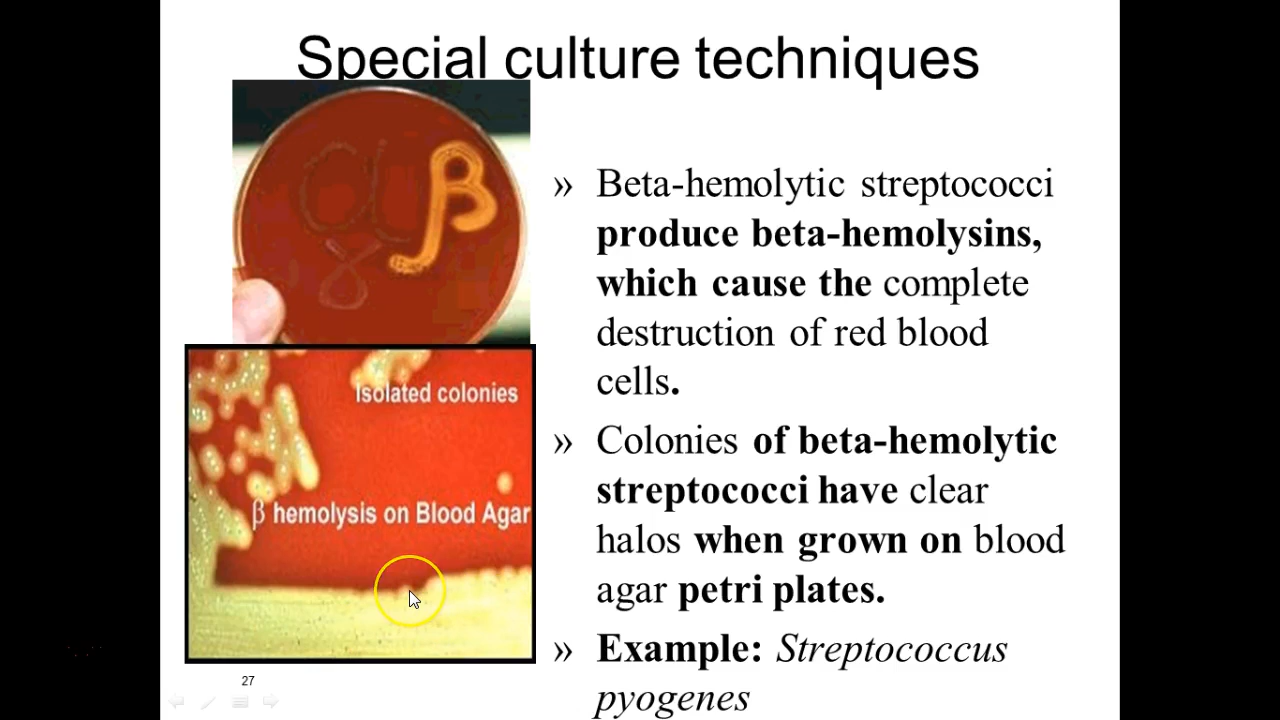 Special culture techniques
α β
γ
Isolated colonies
β hemolysis on Blood Agar
» Beta-hemolytic streptococci
produce beta-hemolysins,
which cause the complete
destruction of red blood
cells.
» Colonies of beta-hemolytic
streptococci have clear
halos when grown on blood
agar petri plates.
» Example: Streptococcus
pyogenes
27